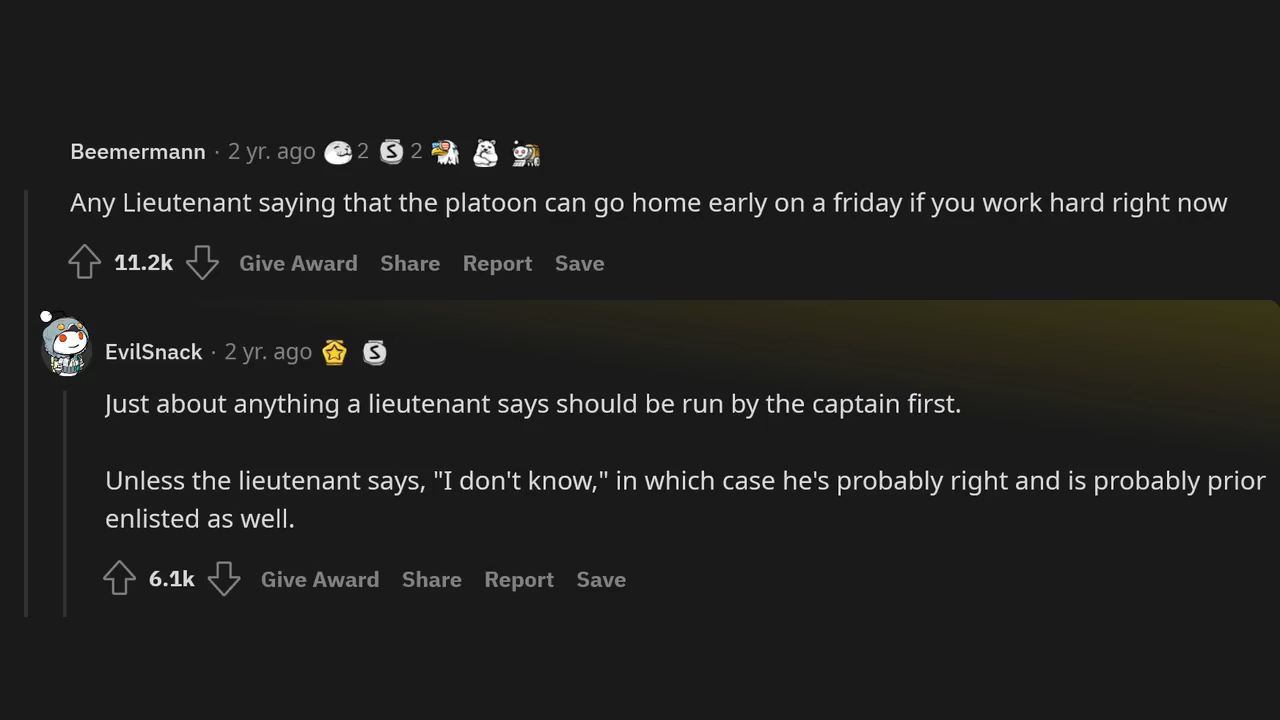 Beemermann · 2 yr. ago 2 S 2
Any Lieutenant saying that the platoon can go home early on a friday if you work hard right now
11.2k Give Award Share Report Save
EvilSnack · 2 yr. ago S
Just about anything a lieutenant says should be run by the captain first.
Unless the lieutenant says, "I don't know," in which case he's probably right and is probably prior
enlisted as well.
6.1k Give Award Share Report Save